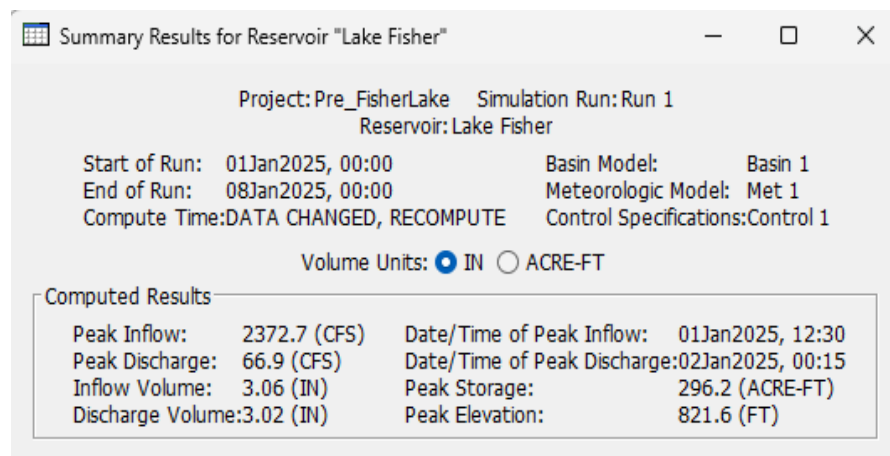 Summary Results for Reservoir "Lake Fisher"
Project: Pre_FisherLake Simulation Run: Run 1
Reservoir: Lake Fisher
Start of Run: 01Jan2025, 00:00 Basin Model: Basin 1
End of Run: 08Jan2025, 00:00 Meteorologic Model: Met 1
Compute Time:DATA CHANGED, RECOMPUTE Control Specifications:Control 1
Volume Units: IN ACRE-FT
Computed Results
Peak Inflow: 2372.7 (CFS) Date/Time of Peak Inflow: 01Jan2025, 12:30
Peak Discharge: 66.9 (CFS) Date/Time of Peak Discharge:02Jan2025, 00:15
Inflow Volume: 3.06 (IN) Peak Storage: 296.2 (ACRE-FT)
Discharge Volume:3.02 (IN) Peak Elevation: 821.6 (FT)